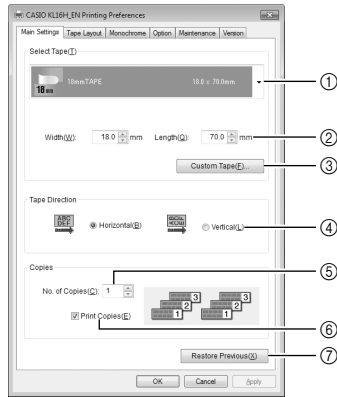 CASIO KL16H_EN Printing Preferences
Main Settings Tape Layout Monochrome Option Maintenance Version
Select Tape(T)
18mmTAPE 18.0 x 70.0mm
18 mm
①
Width(W): 18.0 mm Length(Q): 70.0 mm
②
Custom Tape(F)...
③
Tape Direction
ABC
DEF
Horizontal(B)
Vertical(L)
④
Copies
⑤
No. of Copies(C): 1
3 3
2 2
1 1
Print Copies(E)
⑥
Restore Previous(X)
⑦
OK Cancel Apply